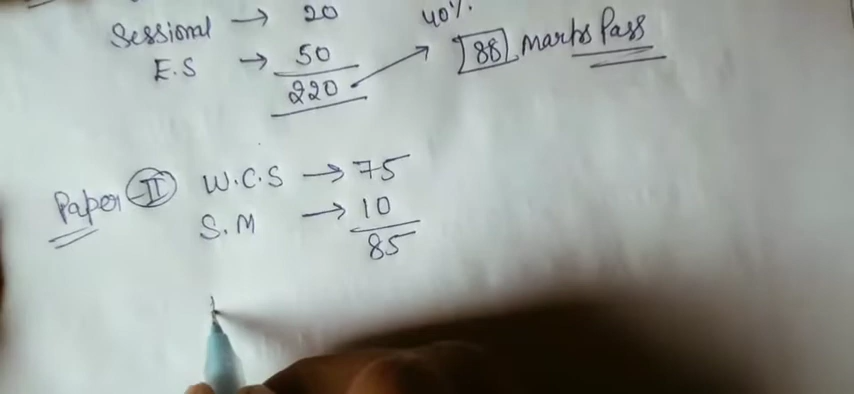 Sessional → 20
E.S → 50
220
40%
88 marks Pass
Paper-II W.C.S → 75
S.M → 10
85